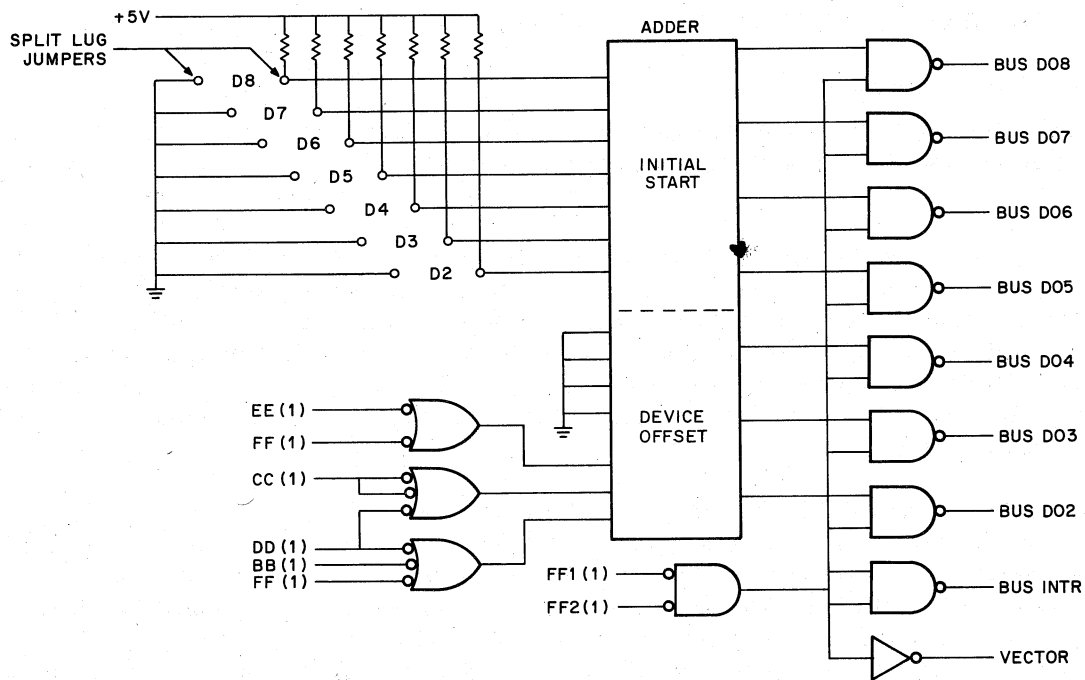 +5V
SPLIT LUG
JUMPERS
D8
D7
D6
D5
D4
D3
D2
ADDER
INITIAL
START
DEVICE
OFFSET
EE (1)
FF (1)
CC (1)
DD (1)
BB (1)
FF (1)
FF1 (1)
FF2 (1)
BUS D08
BUS D07
BUS D06
BUS D05
BUS D04
BUS D03
BUS D02
BUS INTR
VECTOR